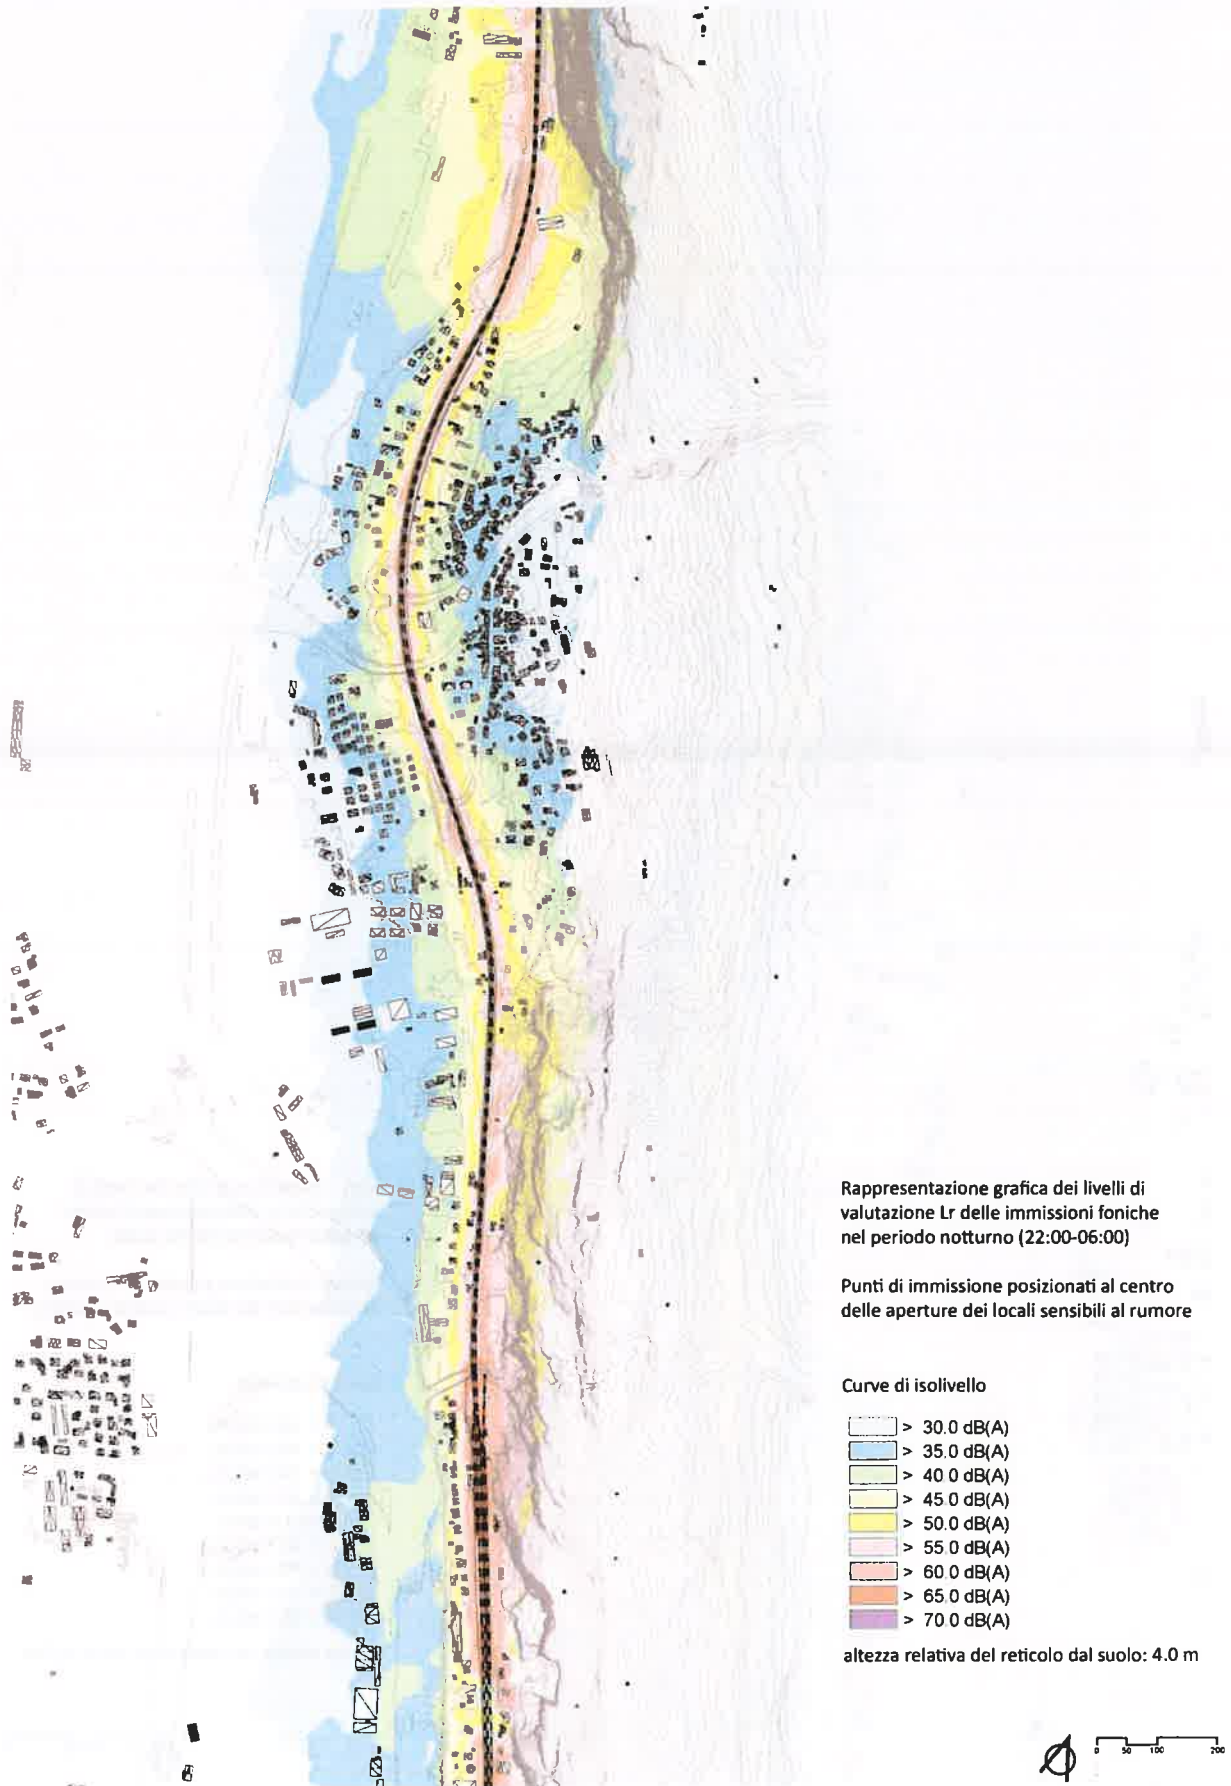 Rappresentazione grafica dei livelli di
valutazione Lr delle immissioni foniche
nel periodo notturno (22:00-06:00)
Punti di immissione posizionati al centro
delle aperture dei locali sensibili al rumore
Curve di isolivello
> 30.0 dB(A)
> 35.0 dB(A)
> 40.0 dB(A)
> 45.0 dB(A)
> 50.0 dB(A)
> 55.0 dB(A)
> 60.0 dB(A)
> 65.0 dB(A)
> 70.0 dB(A)
altezza relativa del reticolo dal suolo: 4.0 m
0 50 100 200